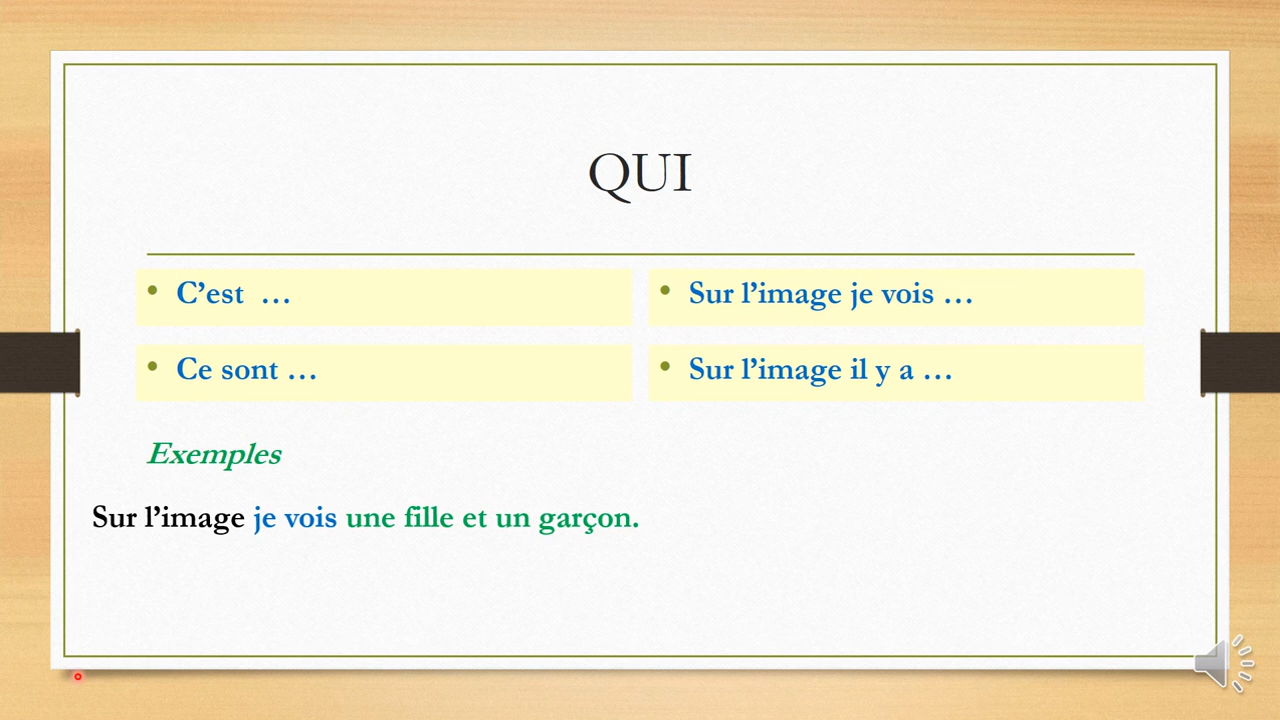 QUI
• C’est …
• Ce sont …
• Sur l’image je vois …
• Sur l’image il y a …
Exemples
Sur l’image je vois une fille et un garçon.